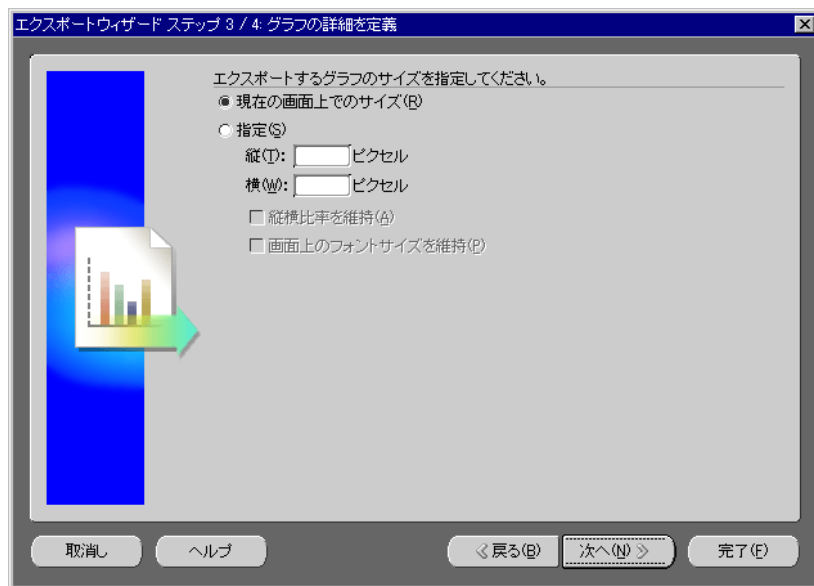 エクスポートウィザード ステップ 3 / 4: グラフの詳細を定義
エクスポートするグラフのサイズを指定してください。
現在の画面上でのサイズ(R)
指定(S)
縦(T): ピクセル
横(W): ピクセル
縦横比率を維持(A)
画面上のフォントサイズを維持(P)
取消し ヘルプ 戻る(B) 次へ(N) 完了(F)